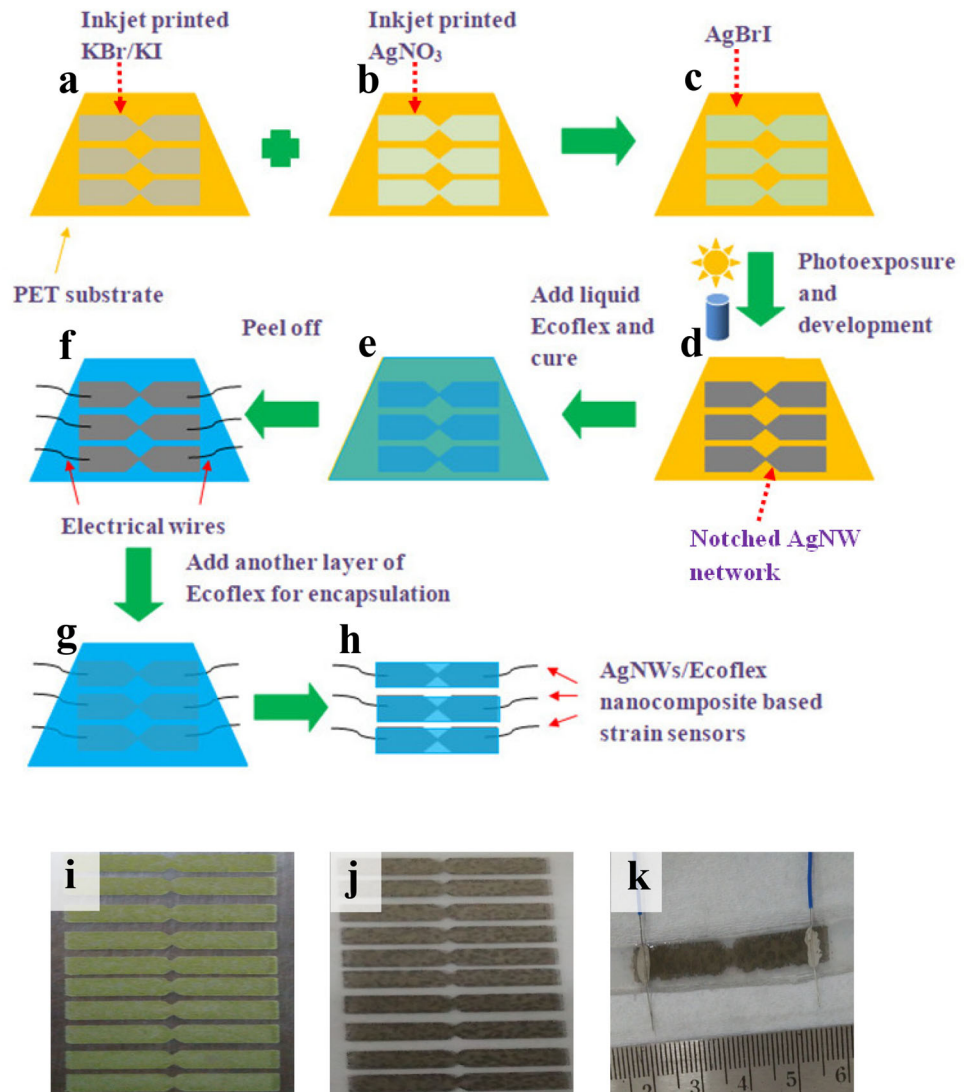 Inkjet printed
KBr/KI
a
Inkjet printed
AgNO₃
b
AgBrI
c
PET substrate
Photoexposure
and
development
Add liquid
Ecoflex and
cure
Peel off
d
e
f
Electrical wires
Notched AgNW
network
Add another layer of
Ecoflex for encapsulation
g
h
AgNWs/Ecoflex
nanocomposite based
strain sensors
i
j
k
2 3 4 5 6